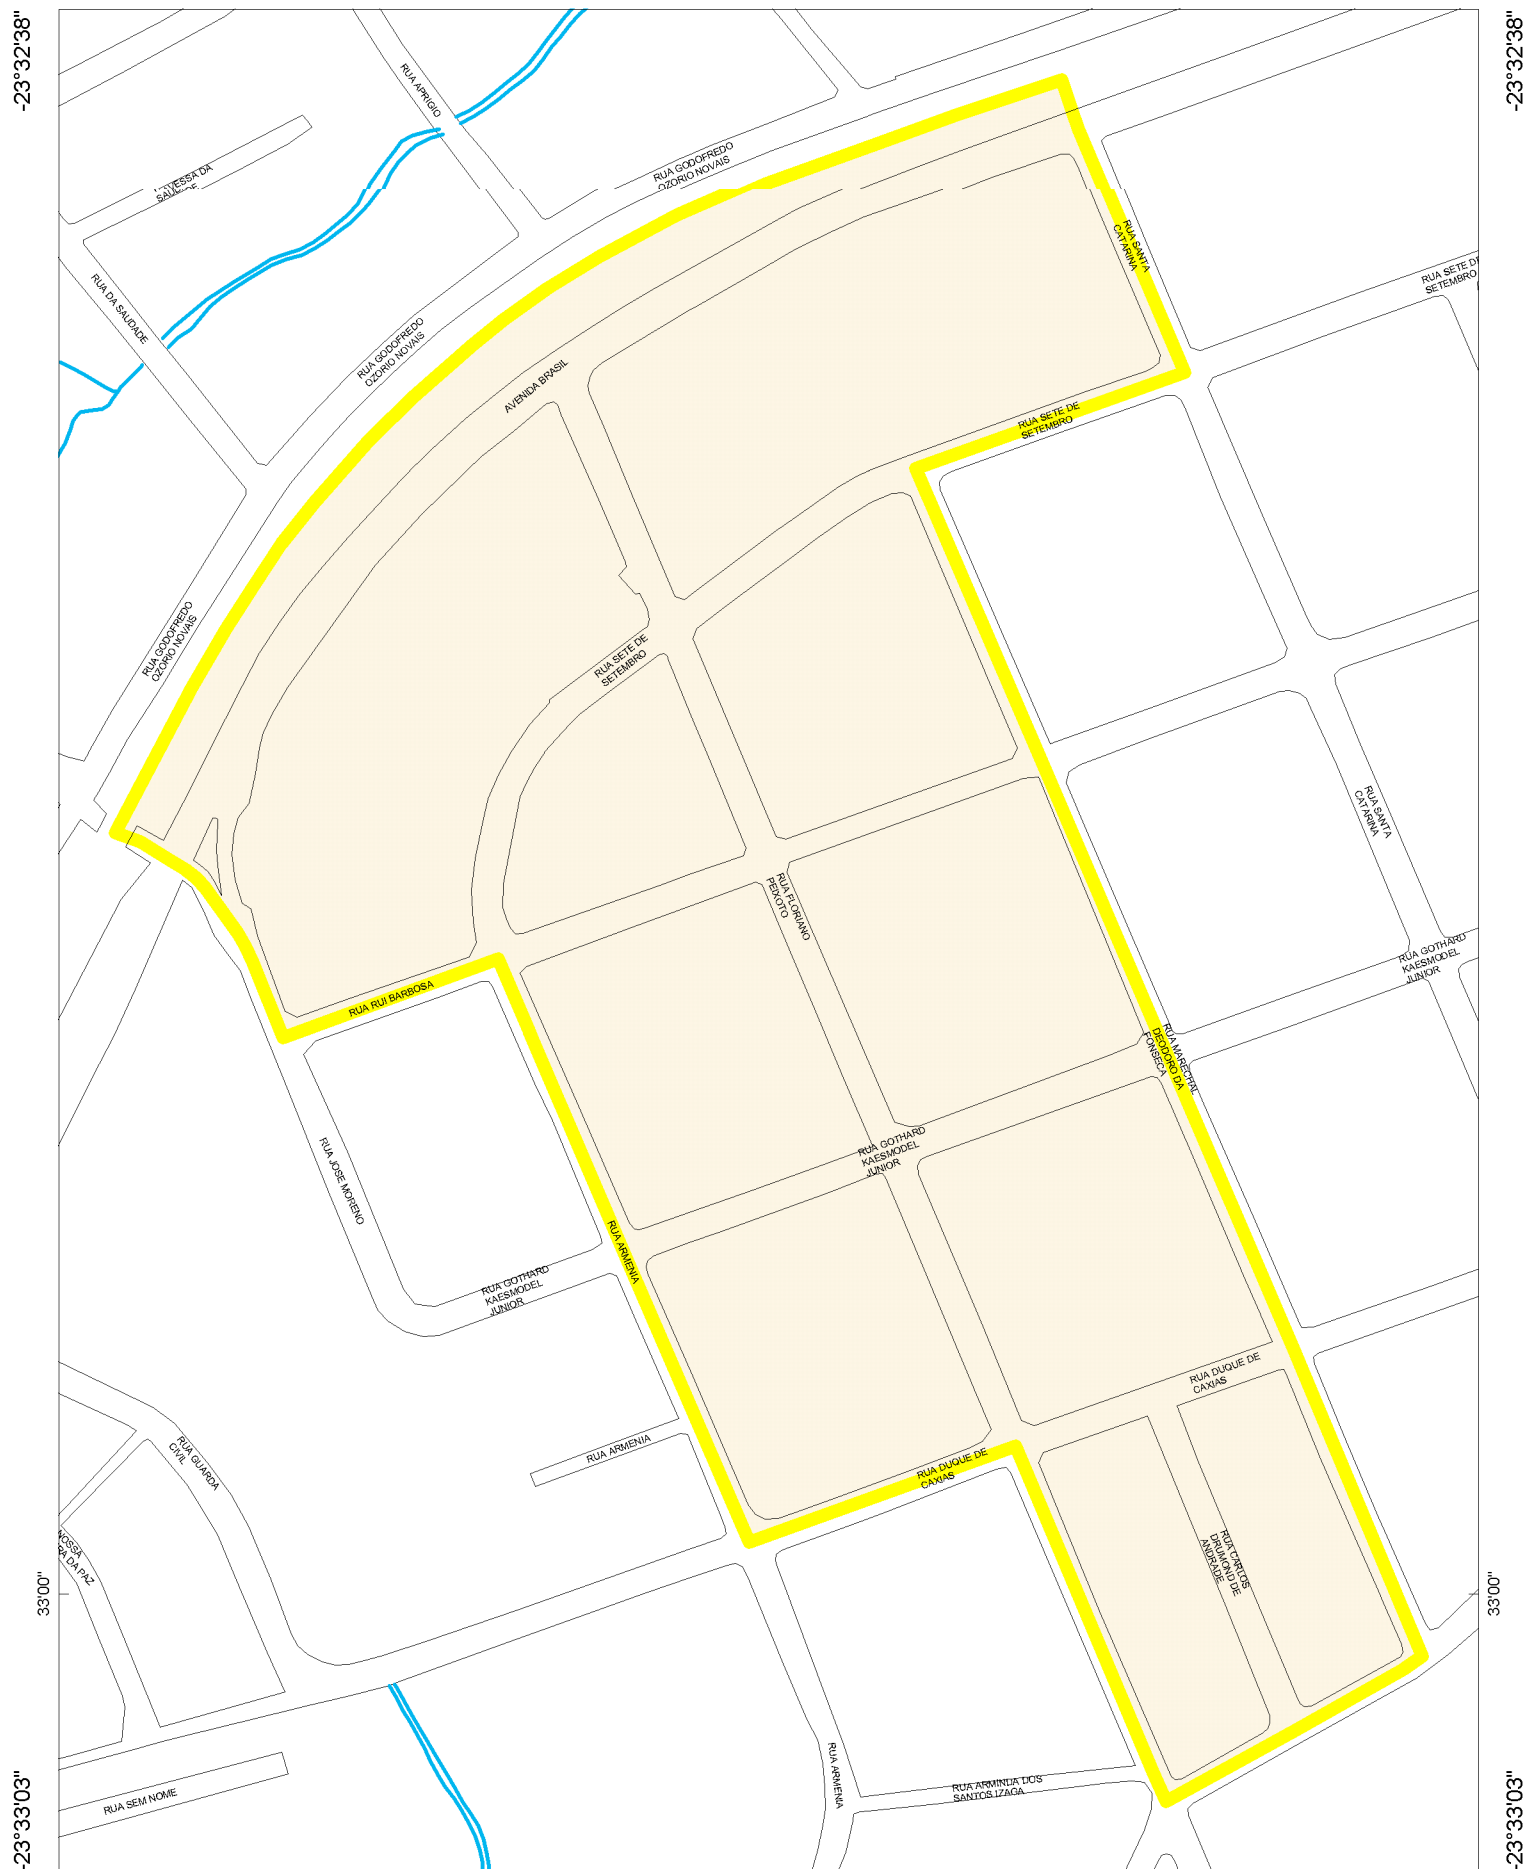 -23°32'38"
-23°32'38"
RUA APRIGIO
RUA GODOFREDO
OZORIO NOVAIS
RUA SANTA
CATARINA
RUA SETE DE
SETEMBRO
RUA DA SAUDADE
RUA GODOFREDO
OZORIO NOVAIS
AVENIDA BRASIL
RUA SETE DE
SETEMBRO
RUA GODOFREDO
OZORIO NOVAIS
RUA SETE DE
SETEMBRO
RUA SANTA
CATARINA
RUA FLORIANO
PEIXOTO
RUA GOTHARD
KAESMODEL
JUNIOR
RUA RUI BARBOSA
RUA MARECHAL
DEODORO DA
FONSECA
RUA JOSE MORENO
RUA GOTHARD
KAESMODEL
JUNIOR
RUA ARMENIA
RUA GOTHARD
KAESMODEL
JUNIOR
RUA DUQUE DE
CAXIAS
RUA GUARDA
CIVIL
RUA ARMENIA
RUA DUQUE DE
CAXIAS
NOSSA
RA DA PAZ
RUA CARLOS
DRUMOND DE
ANDRADE
33'00"
33'00"
RUA ARMENIA
RUA ARMINDA DOS
SANTOS IZAGA
RUA SEM NOME
-23°33'03"
-23°33'03"